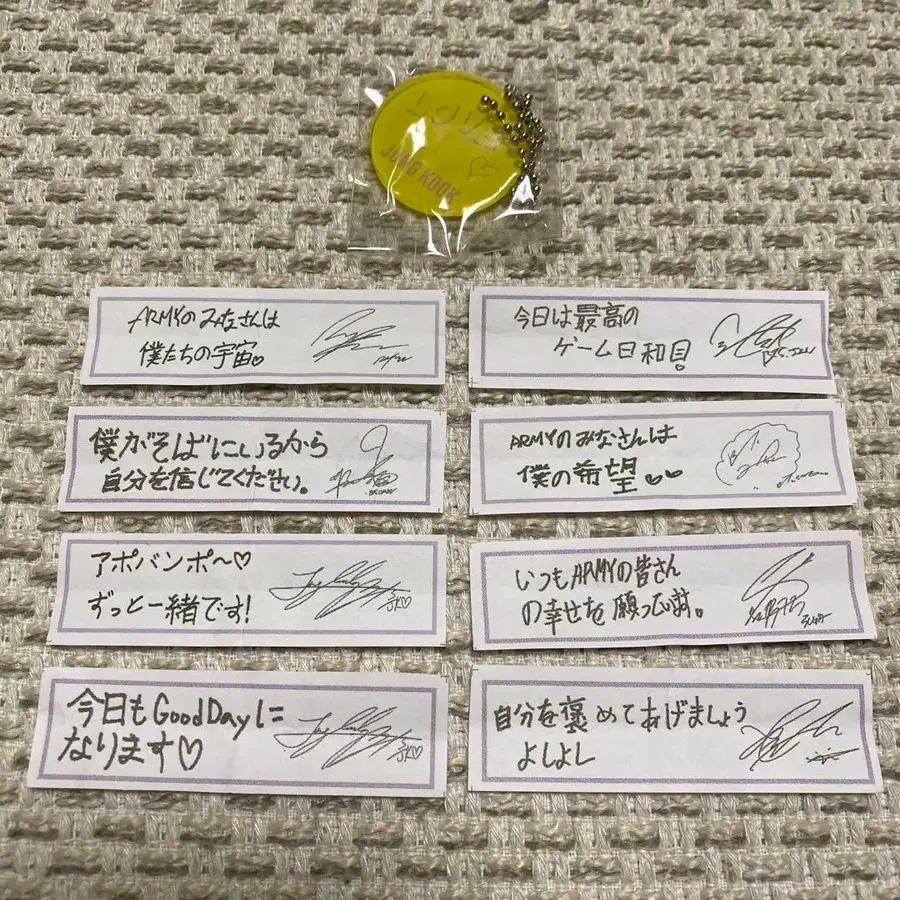 LOVE
JUNG KOOK
ARMYのみなさんは
僕たちの宇宙♡
今日は最高の
ゲーム日和目!
僕がそばにいるから
自分を信じてください。
ARMYのみなさんは
僕の希望♡♡
アポバンポ〜♡
ずっと一緒です!
JK♡
いつもARMYの皆さん
の幸せを願ってい対。
今日もGoodDayに
なります♡
JK♡
自分を褒めてあげましょう
よしよし